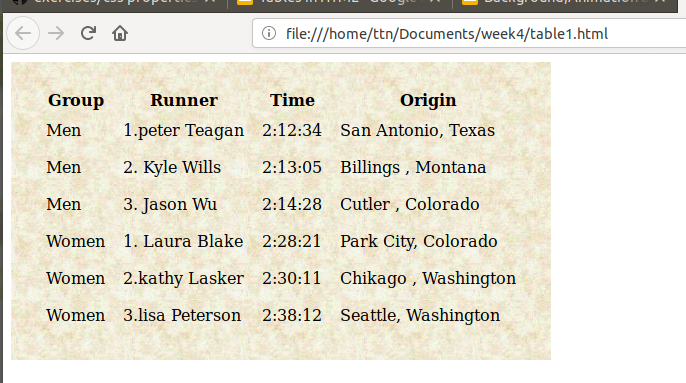 exercises/css properties
Tables in HTML - Google
Background,Animation
file:///home/ttn/Documents/week4/table1.html
Group Runner Time Origin
Men 1.peter Teagan 2:12:34 San Antonio, Texas
Men 2. Kyle Wills 2:13:05 Billings , Montana
Men 3. Jason Wu 2:14:28 Cutler , Colorado
Women 1. Laura Blake 2:28:21 Park City, Colorado
Women 2.kathy Lasker 2:30:11 Chikago , Washington
Women 3.lisa Peterson 2:38:12 Seattle, Washington